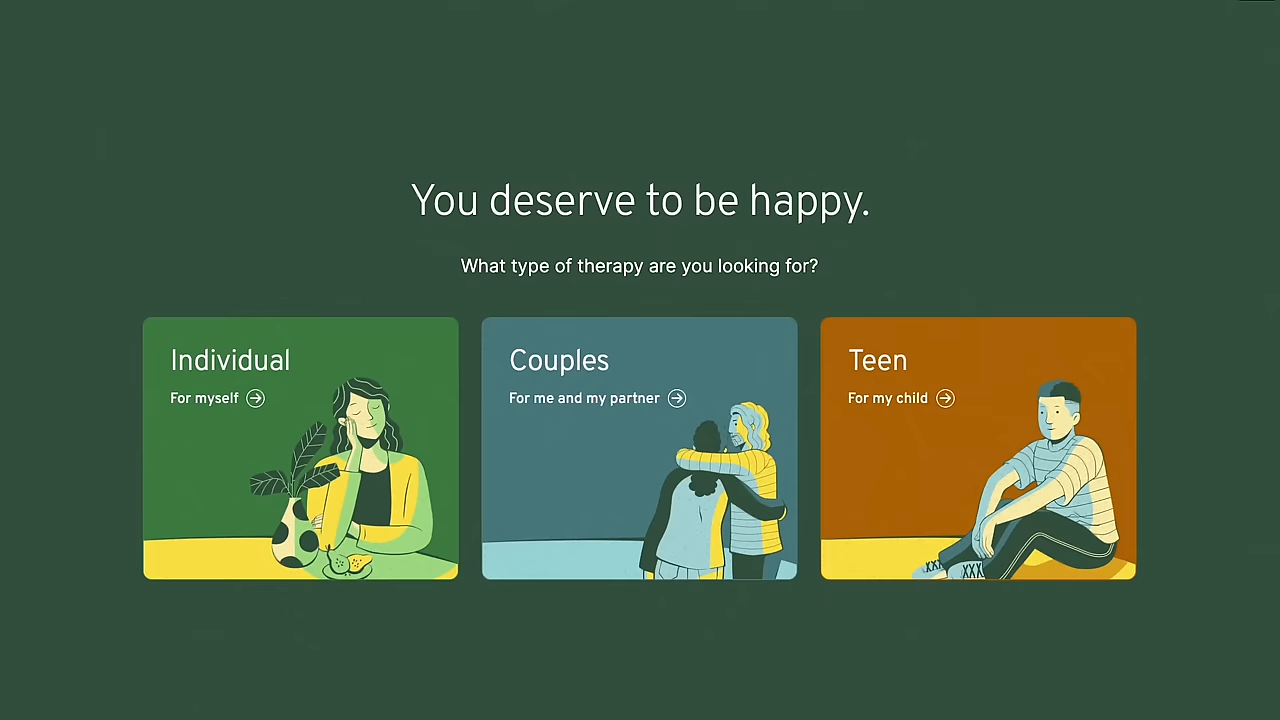 You deserve to be happy.
What type of therapy are you looking for?
Individual
For myself
Couples
For me and my partner
Teen
For my child